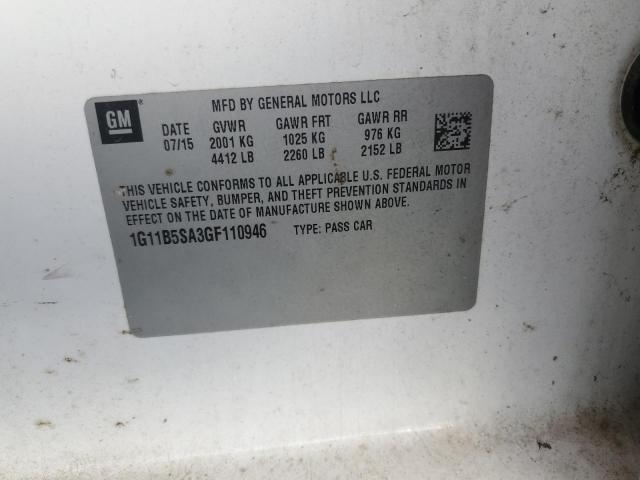 GM
MFD BY GENERAL MOTORS LLC
DATE GVWR GAWR FRT GAWR RR
07/15 2001 KG 1025 KG 976 KG
4412 LB 2260 LB 2152 LB
THIS VEHICLE CONFORMS TO ALL APPLICABLE U.S. FEDERAL MOTOR
VEHICLE SAFETY, BUMPER, AND THEFT PREVENTION STANDARDS IN
EFFECT ON THE DATE OF MANUFACTURE SHOWN ABOVE.
1G11B5SA3GF110946 TYPE: PASS CAR